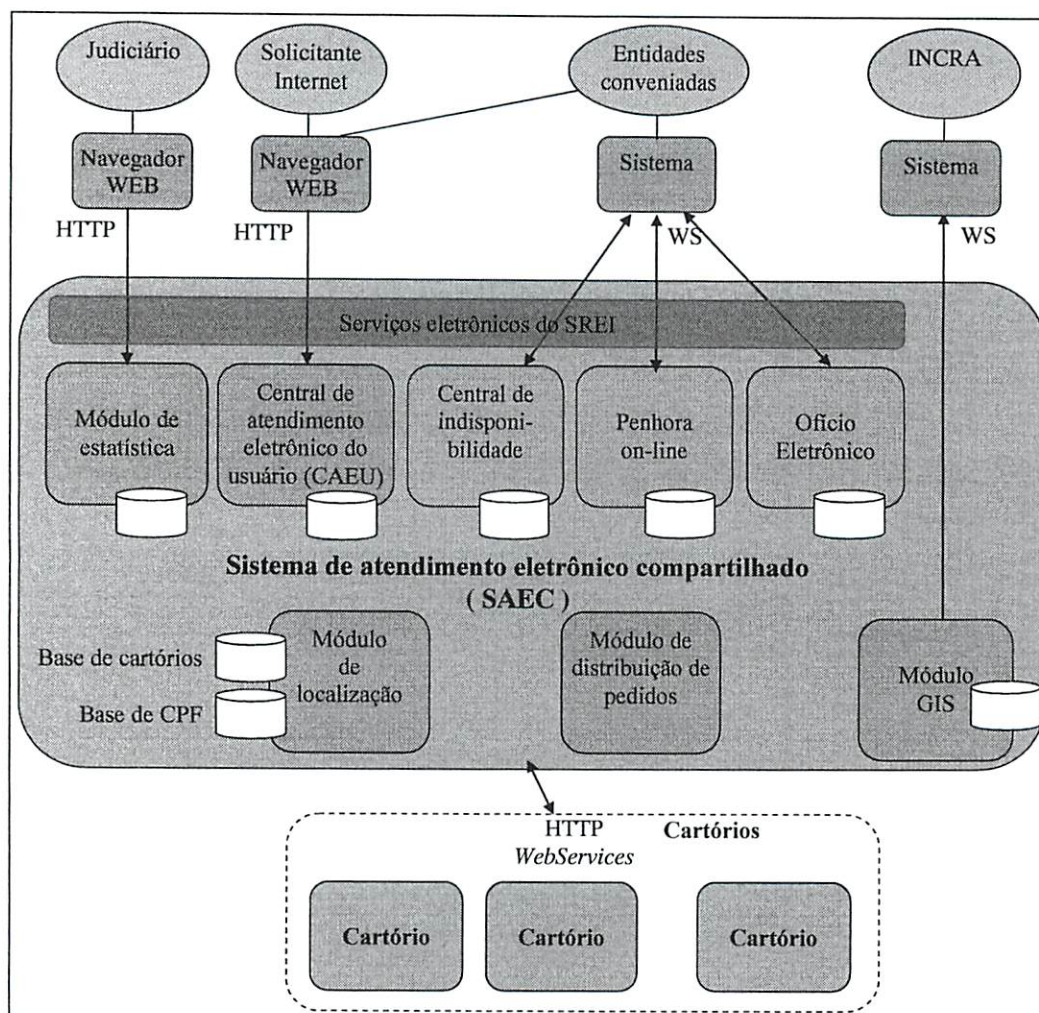 Judiciário
Solicitante
Internet
Entidades
conveniadas
INCRA
Navegador
WEB
Navegador
WEB
Sistema
Sistema
HTTP
HTTP
WS
WS
Serviços eletrônicos do SREI
Módulo de
estatística
Central de
atendimento
eletrônico do
usuário (CAEU)
Central de
indisponi-
bilidade
Penhora
on-line
Ofício
Eletrônico
Sistema de atendimento eletrônico compartilhado
( SAEC )
Base de cartórios
Base de CPF
Módulo
de
localização
Módulo de
distribuição de
pedidos
Módulo
GIS
HTTP
WebServices
Cartórios
Cartório
Cartório
Cartório